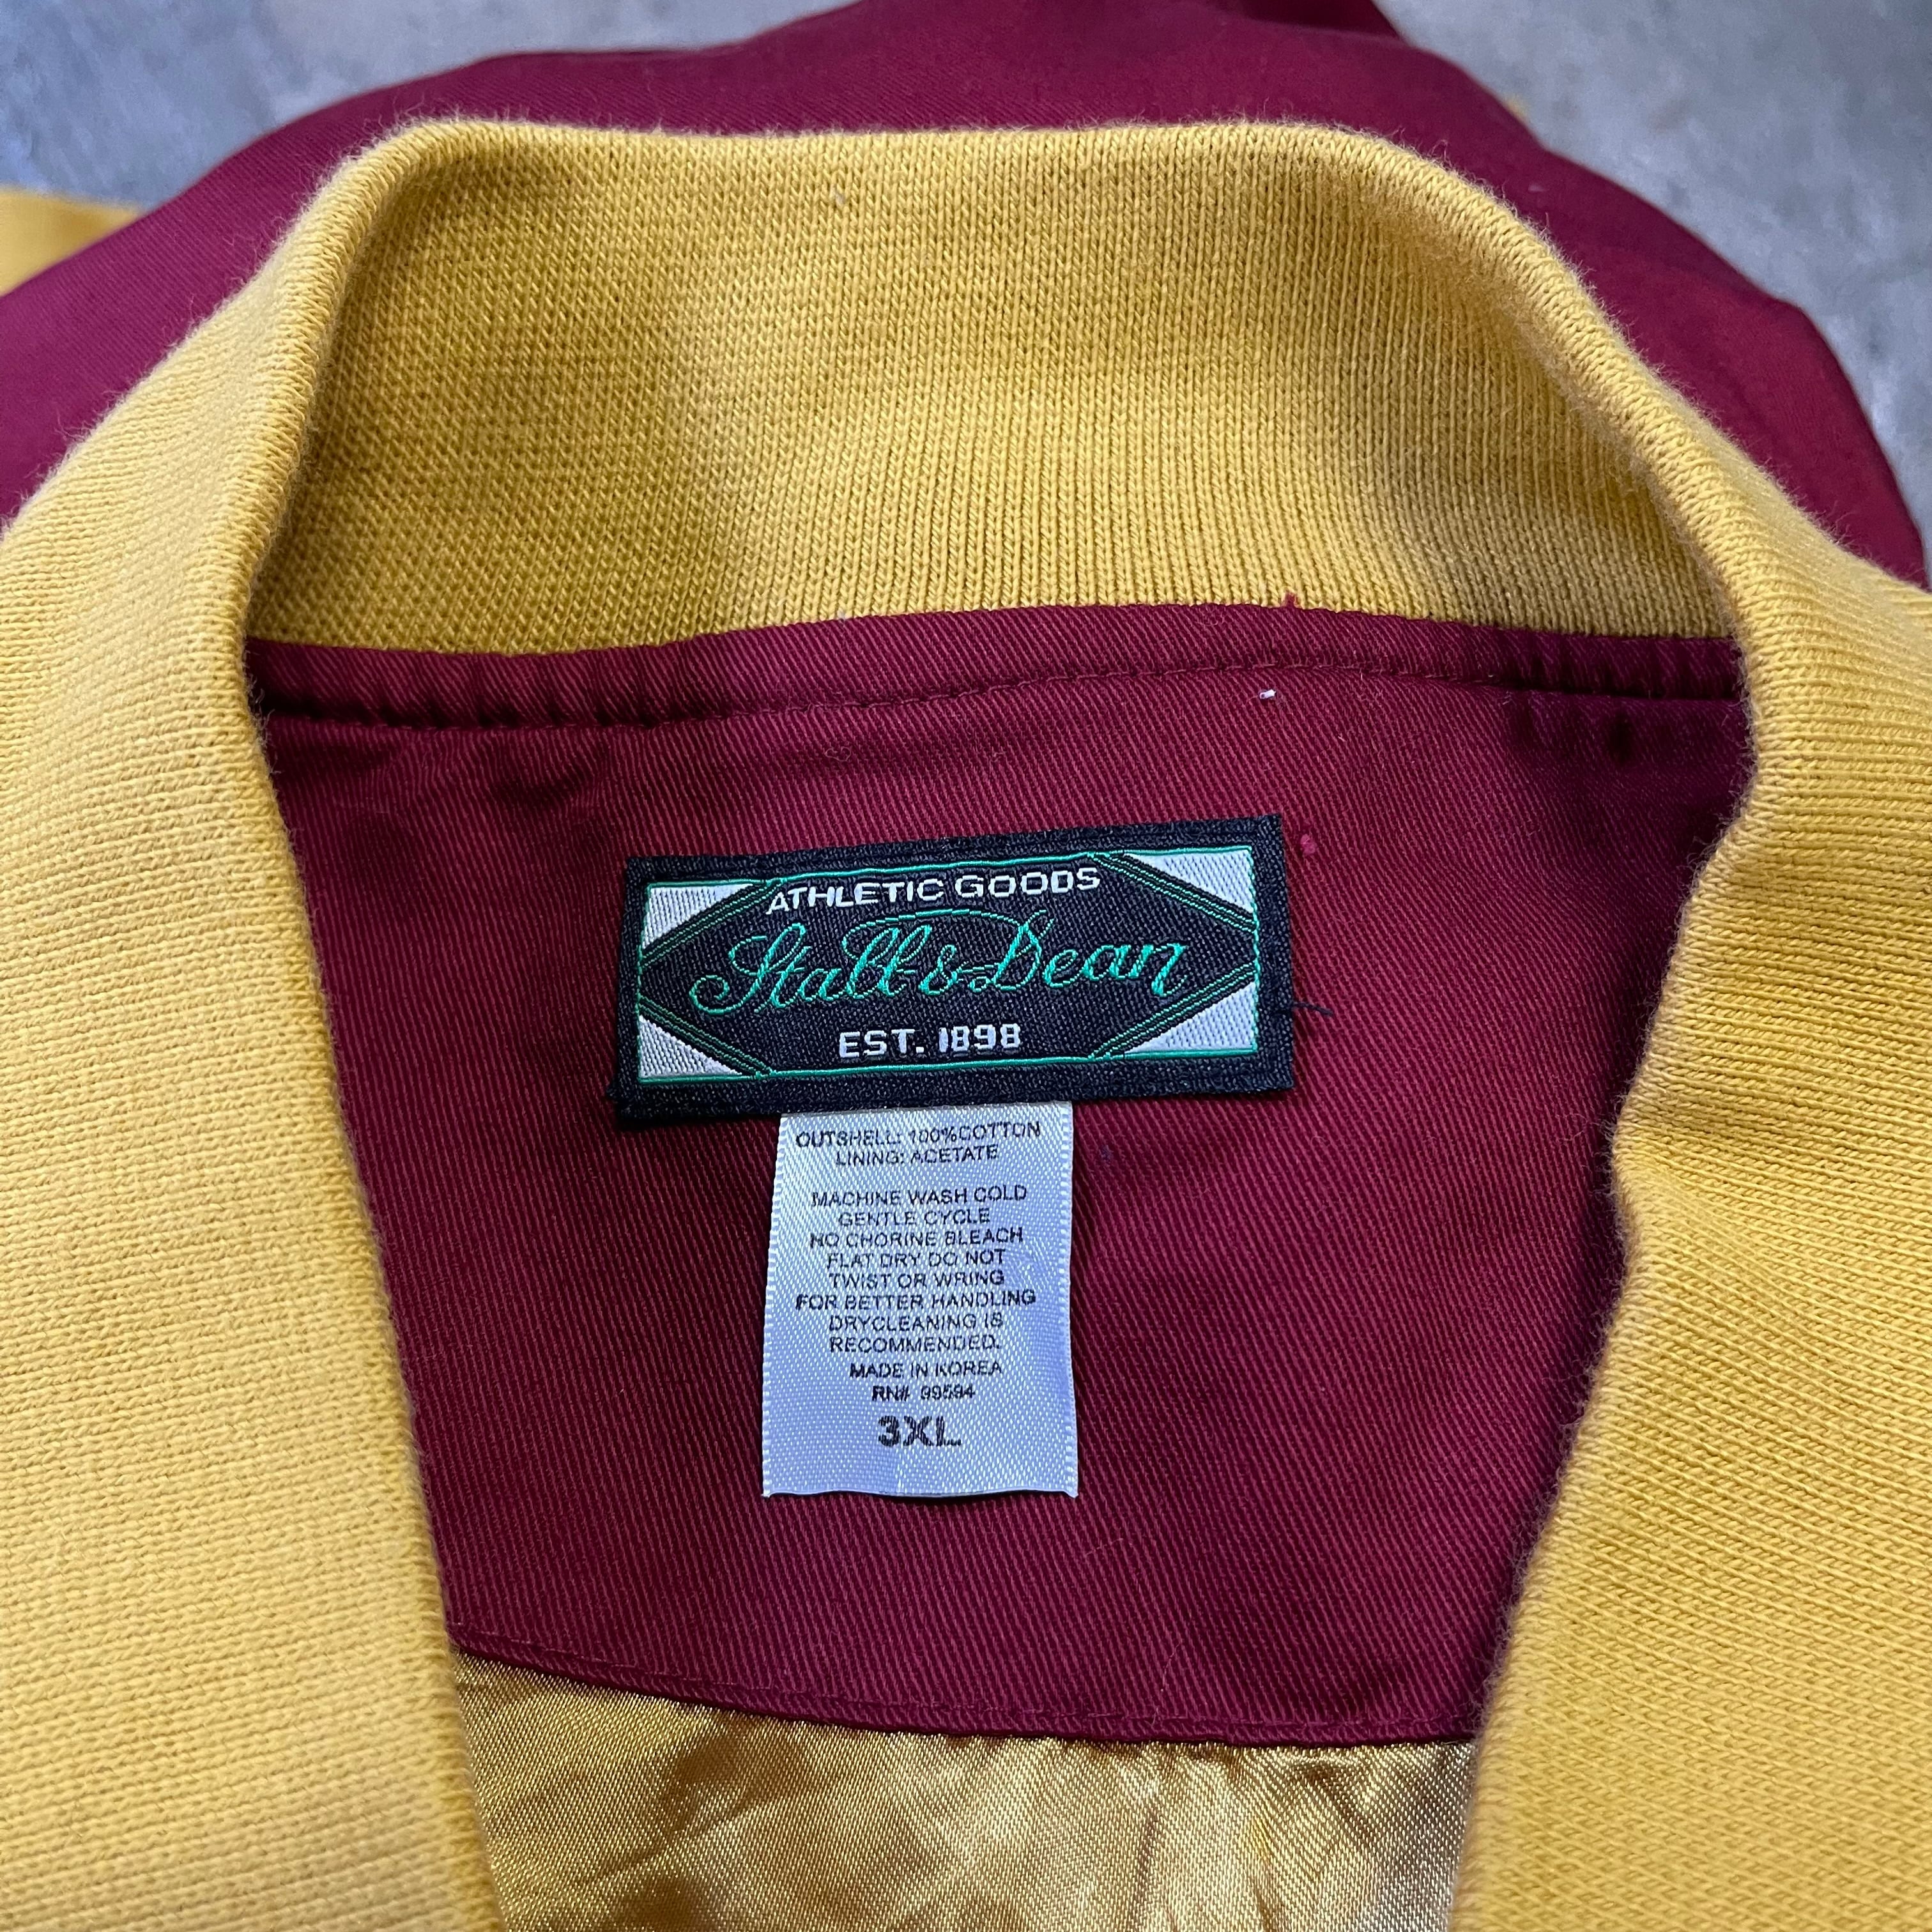 ATHLETIC GOODS
Stall & Dean
EST. 1898
OUTSHELL: 100%COTTON
LINING: ACETATE
MACHINE WASH COLD
GENTLE CYCLE
NO CHORINE BLEACH
FLAT DRY DO NOT
TWIST OR WRING
FOR BETTER HANDLING
DRYCLEANING IS
RECOMMENDED.
MADE IN KOREA
RN# 99594
3XL